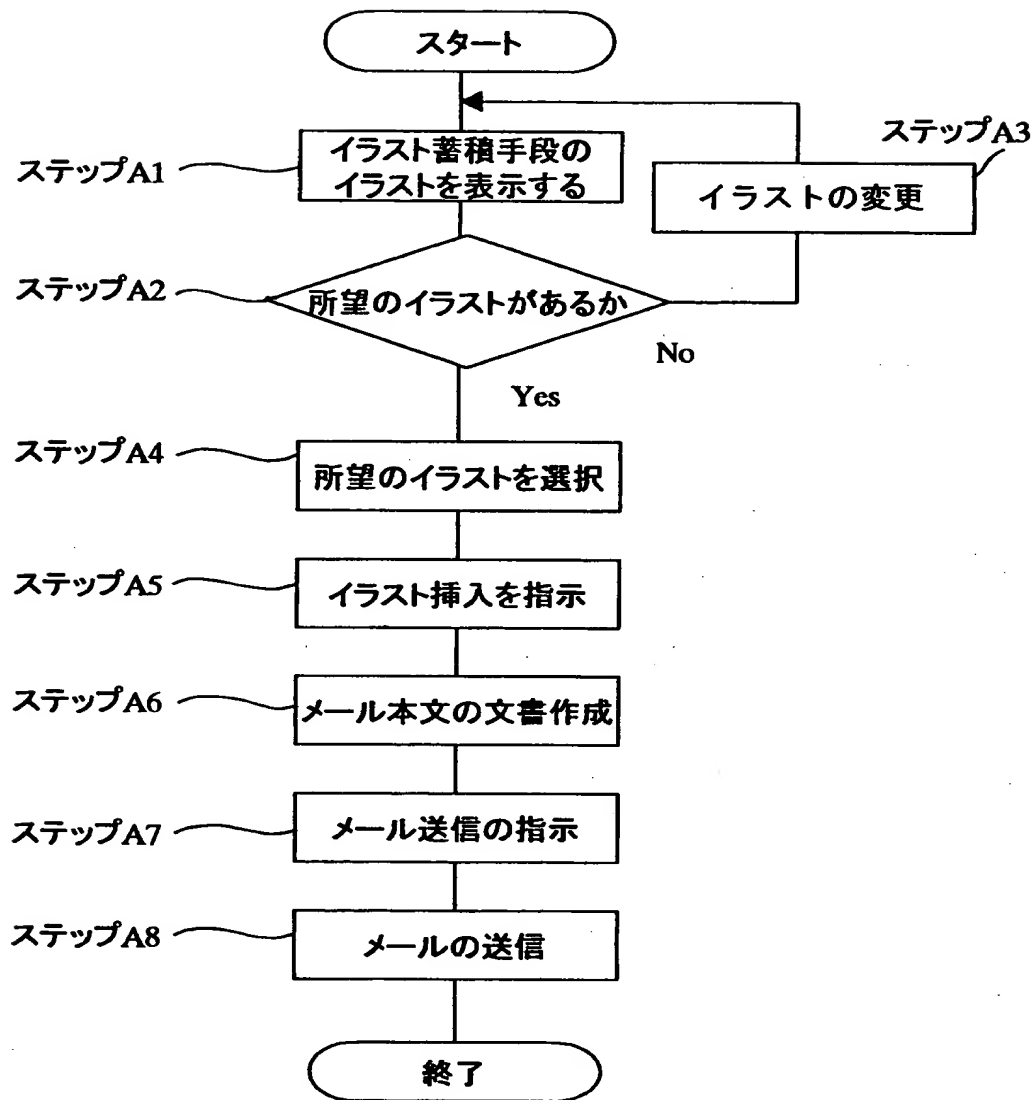 スタート
ステップA3
イラスト蓄積手段の
イラストを表示する
ステップA1
イラストの変更
ステップA2
所望のイラストがあるか
No
Yes
ステップA4
所望のイラストを選択
ステップA5
イラスト挿入を指示
ステップA6
メール本文の文書作成
ステップA7
メール送信の指示
ステップA8
メールの送信
終了